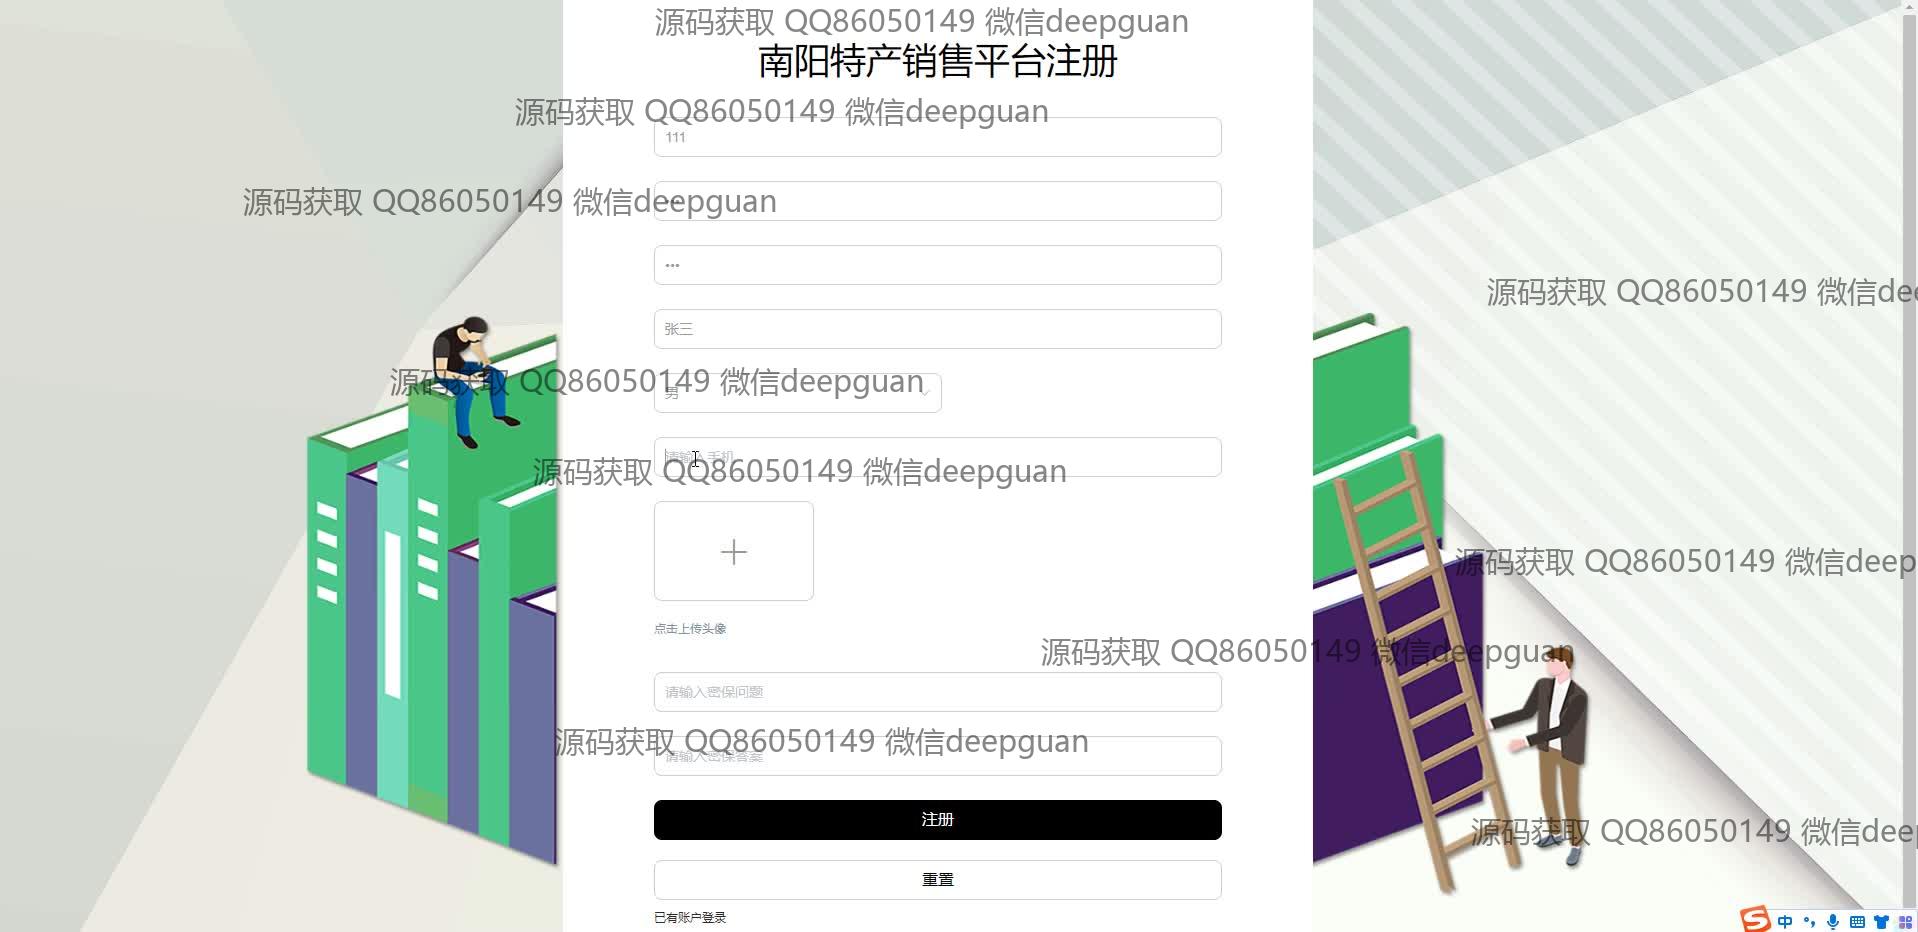 源码获取 QQ86050149 微信deepguan
南阳特产销售平台注册
源码获取 QQ86050149 微信deepguan
111
源码获取 QQ86050149 微信deepguan
•••
源码获取 QQ86050149 微信dee
张三
源码获取 QQ86050149 微信deepguan
男
请输入手机
源码获取 QQ86050149 微信deepguan
源码获取 QQ86050149 微信deep
点击上传头像
源码获取 QQ86050149 微信deepguan
请输入密保问题
源码获取 QQ86050149 微信deepguan
请输入密保答案
注册
源码获取 QQ86050149 微信dee
重置
已有账户登录
中